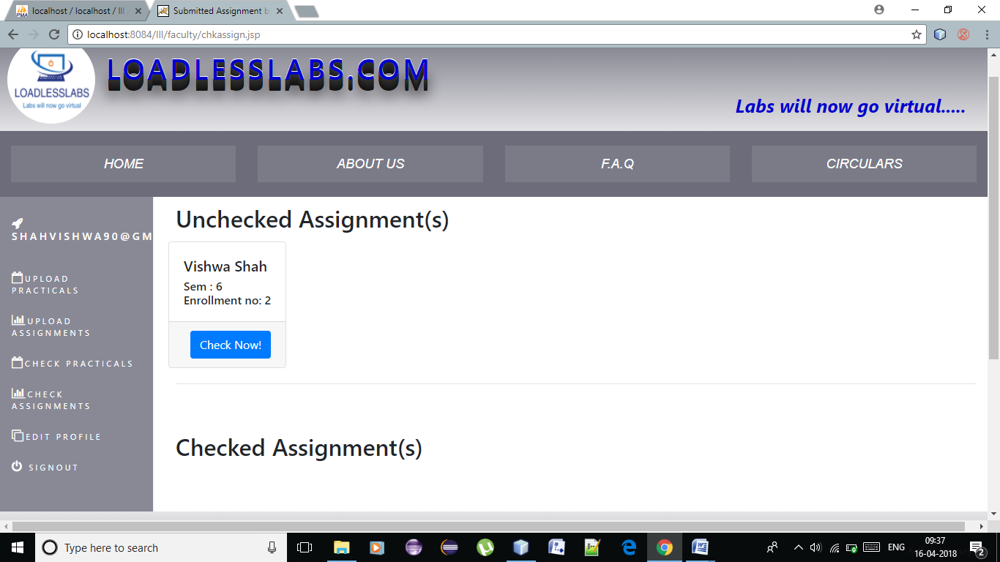 localhost / localhost / lll
Submitted Assignment b
localhost:8084/lll/faculty/chkassign.jsp
LOADLESSLABS
Labs will now go virtual
LOADLESSLABS.COM
Labs will now go virtual.....
HOME
ABOUT US
F.A.Q
CIRCULARS
SHAHVISHWA90@GM
UPLOAD
PRACTICALS
UPLOAD
ASSIGNMENTS
CHECK PRACTICALS
CHECK
ASSIGNMENTS
EDIT PROFILE
SIGNOUT
Unchecked Assignment(s)
Vishwa Shah
Sem : 6
Enrollment no: 2
Check Now!
Checked Assignment(s)
Type here to search
ENG
09:37
16-04-2018
2